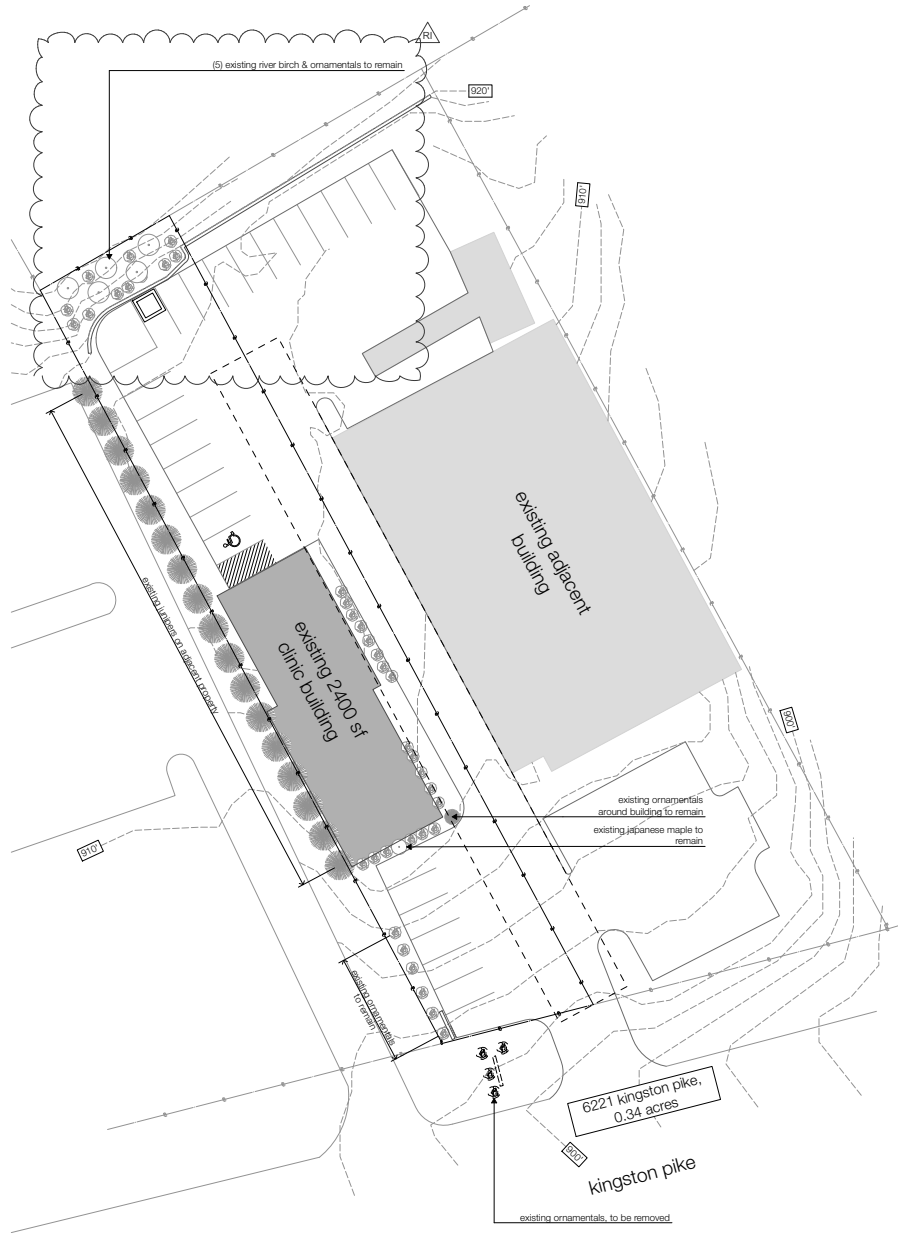 RI
(5) existing river birch & ornamentals to remain
920'
910'
existing adjacent
building
existing junipers on adjacent property
existing 2400 sf
clinic building
900'
existing ornamentals
around building to remain
existing japanese maple to
remain
910'
existing ornamentals
to remain
6221 kingston pike,
0.34 acres
900'
kingston pike
existing ornamentals, to be removed